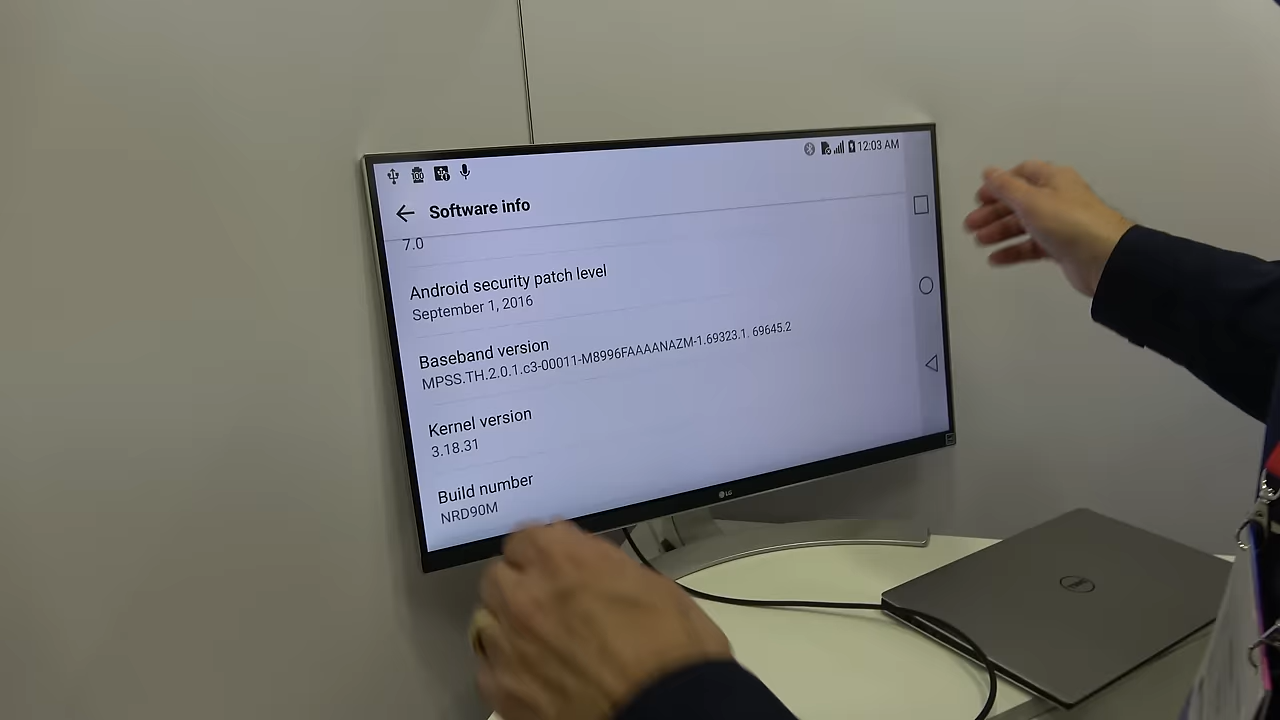 12:03 AM
100
Software info
7.0
Android security patch level
September 1, 2016
Baseband version
MPSS.TH.2.0.1.c3-00011-M8996FAAAANAZM-1.69323.1. 69645.2
Kernel version
3.18.31
Build number
NRD90M
LG
DELL